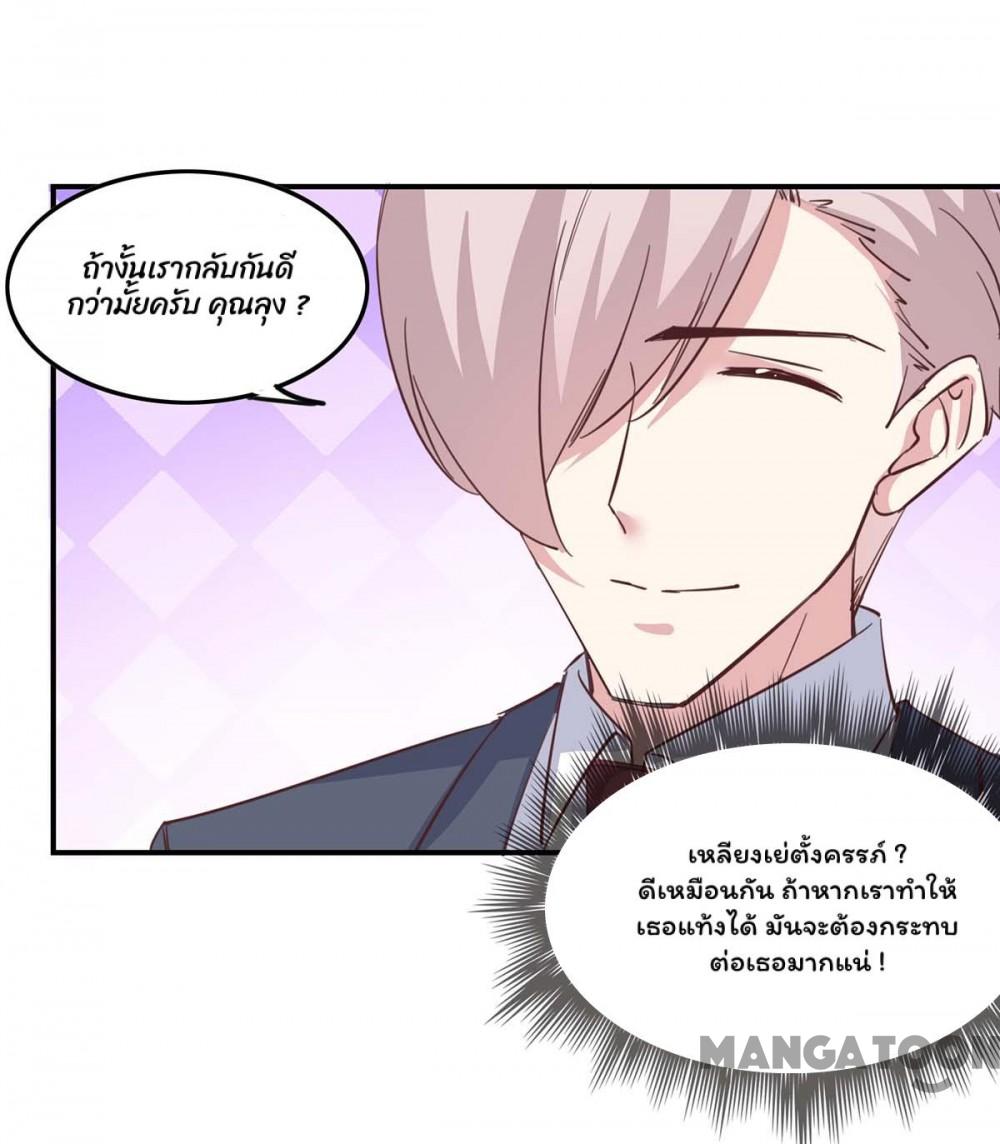 ถ้างั้นเรากลับกันดี
กว่ามั้ยครับ คุณลุง ?
เหลียงเย่ตั้งครรภ์ ?
ดีเหมือนกัน ถ้าหากเราทำให้
เธอแท้งได้ มันจะต้องกระทบ
ต่อเธอมากแน่ !
MANGATOON